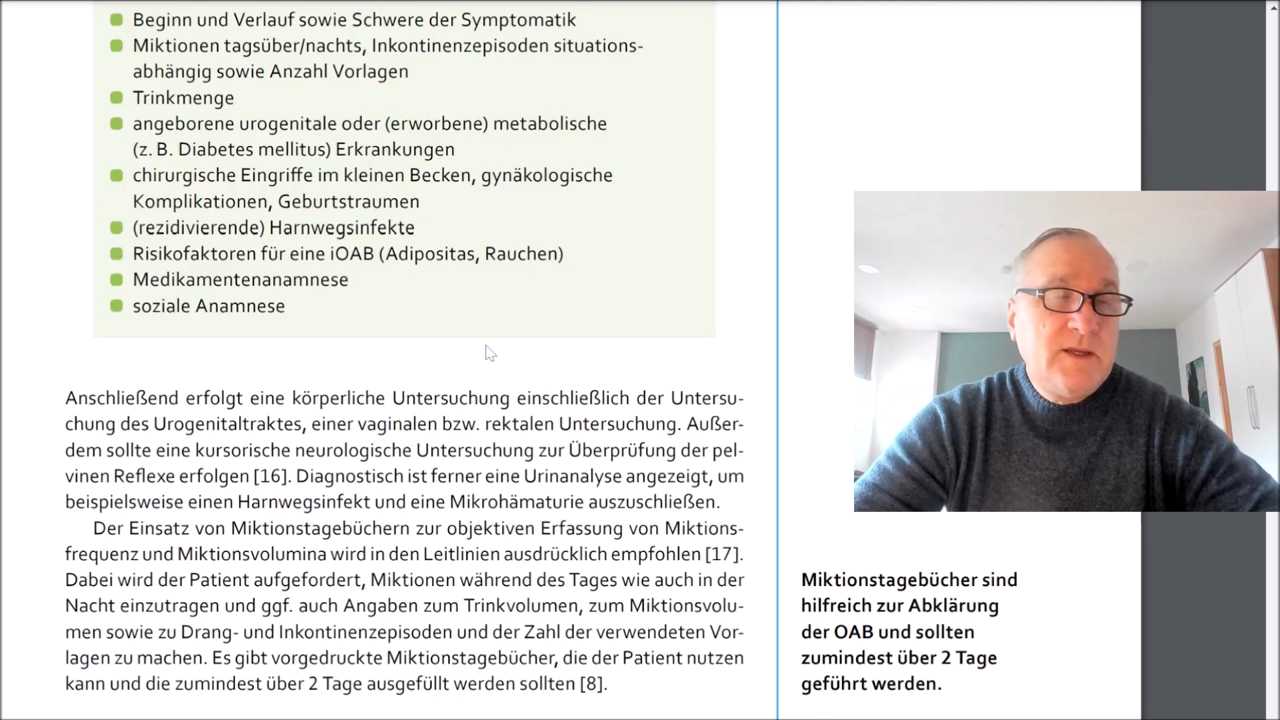 Beginn und Verlauf sowie Schwere der Symptomatik
Miktionen tagsüber/nachts, Inkontinenzepisoden situations-
abhängig sowie Anzahl Vorlagen
Trinkmenge
angeborene urogenitale oder (erworbene) metabolische
(z. B. Diabetes mellitus) Erkrankungen
chirurgische Eingriffe im kleinen Becken, gynäkologische
Komplikationen, Geburtstraumen
(rezidivierende) Harnwegsinfekte
Risikofaktoren für eine iOAB (Adipositas, Rauchen)
Medikamentenanamnese
soziale Anamnese
Anschließend erfolgt eine körperliche Untersuchung einschließlich der Untersu-
chung des Urogenitaltraktes, einer vaginalen bzw. rektalen Untersuchung. Außer-
dem sollte eine kursorische neurologische Untersuchung zur Überprüfung der pel-
vinen Reflexe erfolgen [16]. Diagnostisch ist ferner eine Urinanalyse angezeigt, um
beispielsweise einen Harnwegsinfekt und eine Mikrohämaturie auszuschließen.
Der Einsatz von Miktionstagebüchern zur objektiven Erfassung von Miktions-
frequenz und Miktionsvolumina wird in den Leitlinien ausdrücklich empfohlen [17].
Dabei wird der Patient aufgefordert, Miktionen während des Tages wie auch in der
Nacht einzutragen und ggf. auch Angaben zum Trinkvolumen, zum Miktionsvolu-
men sowie zu Drang- und Inkontinenzepisoden und der Zahl der verwendeten Vor-
lagen zu machen. Es gibt vorgedruckte Miktionstagebücher, die der Patient nutzen
kann und die zumindest über 2 Tage ausgefüllt werden sollten [8].
Miktionstagebücher sind
hilfreich zur Abklärung
der OAB und sollten
zumindest über 2 Tage
geführt werden.